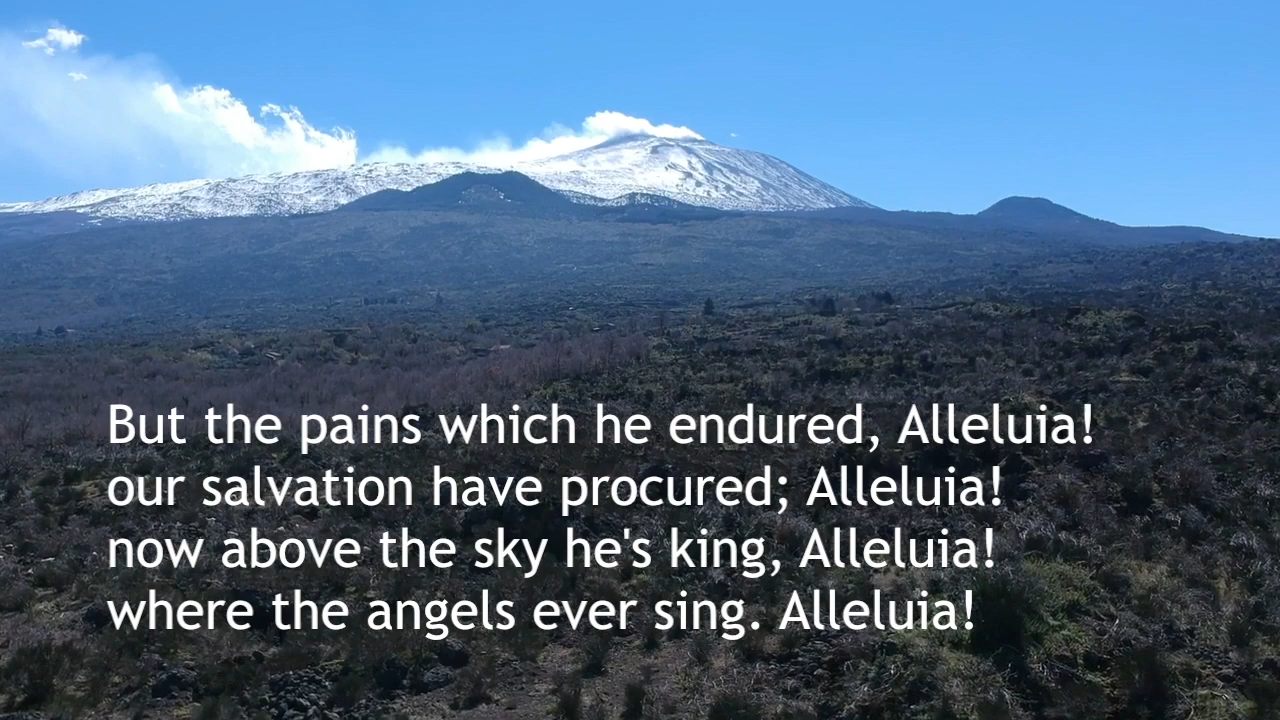 But the pains which he endured, Alleluia!
our salvation have procured; Alleluia!
now above the sky he's king, Alleluia!
where the angels ever sing. Alleluia!